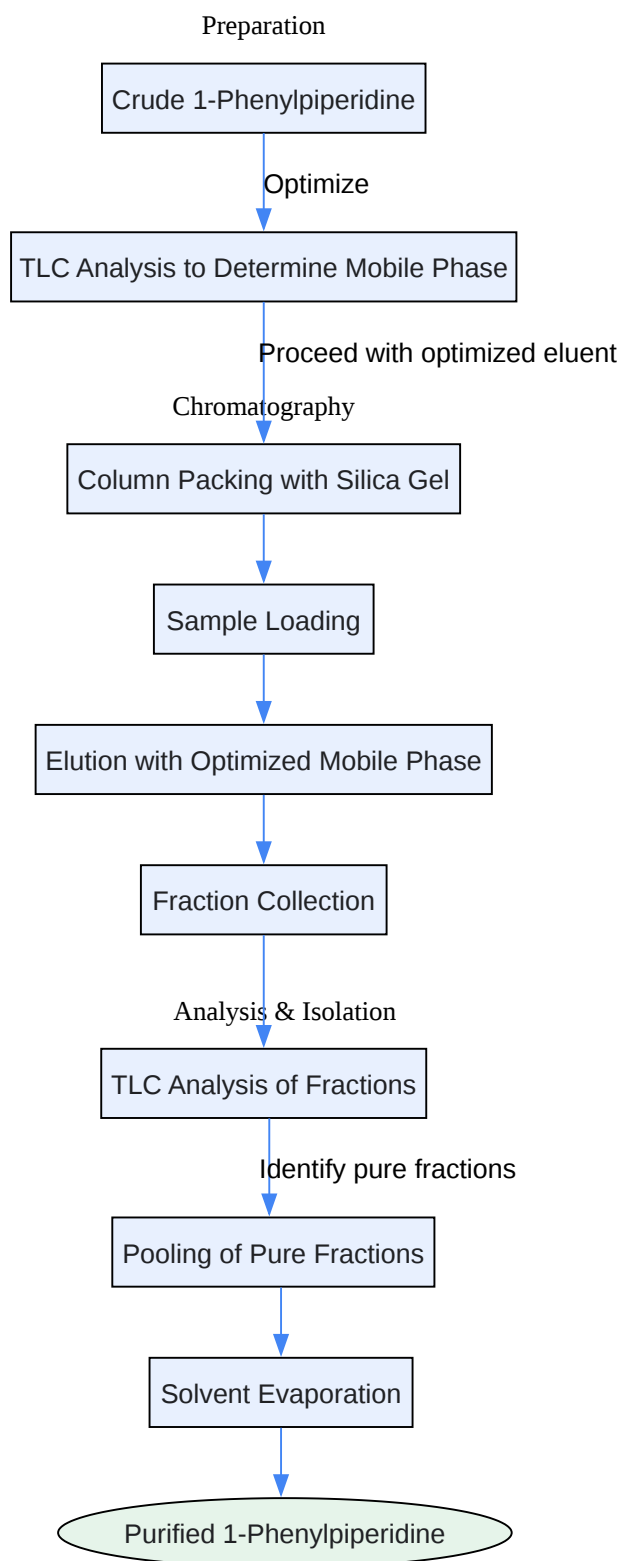 Preparation
Crude 1-Phenylpiperidine
Optimize
TLC Analysis to Determine Mobile Phase
Proceed with optimized eluent
Chromatography
Column Packing with Silica Gel
Sample Loading
Elution with Optimized Mobile Phase
Fraction Collection
Analysis & Isolation
TLC Analysis of Fractions
Identify pure fractions
Pooling of Pure Fractions
Solvent Evaporation
Purified 1-Phenylpiperidine